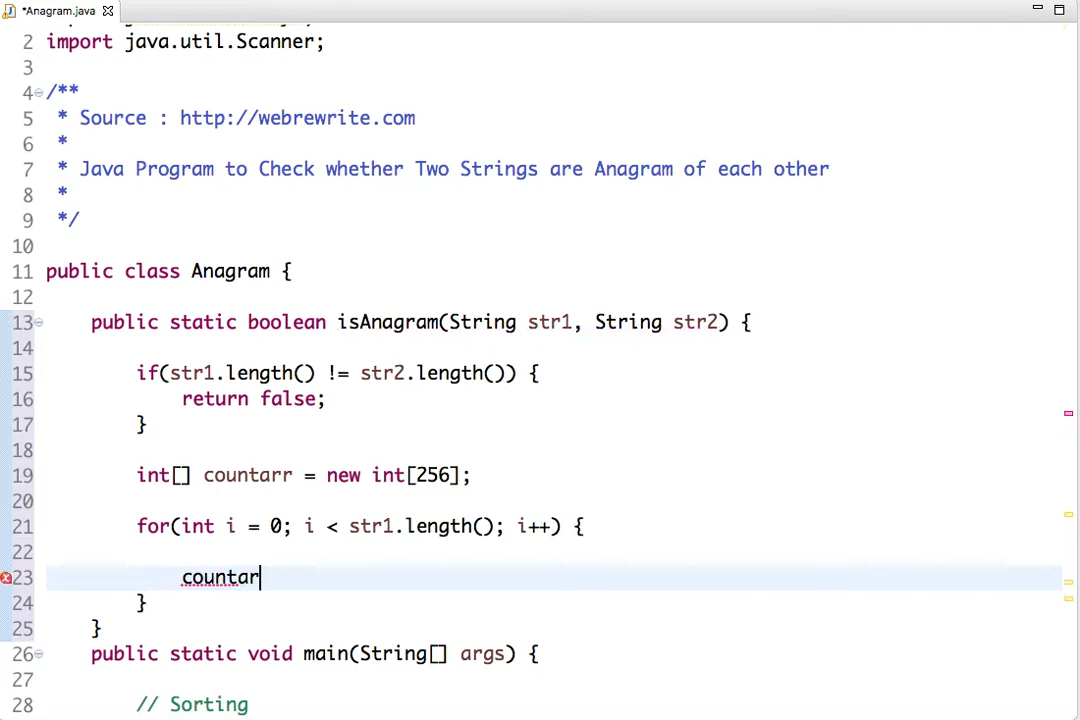 *Anagram.java
2 import java.util.Scanner;
3
4 /**
5 * Source : http://webrewrite.com
6 *
7 * Java Program to Check whether Two Strings are Anagram of each other
8 *
9 */
10
11 public class Anagram {
12
13 public static boolean isAnagram(String str1, String str2) {
14
15 if(str1.length() != str2.length()) {
16 return false;
17 }
18
19 int[] countarr = new int[256];
20
21 for(int i = 0; i < str1.length(); i++) {
22
23 countar
24 }
25 }
26 public static void main(String[] args) {
27
28 // Sorting